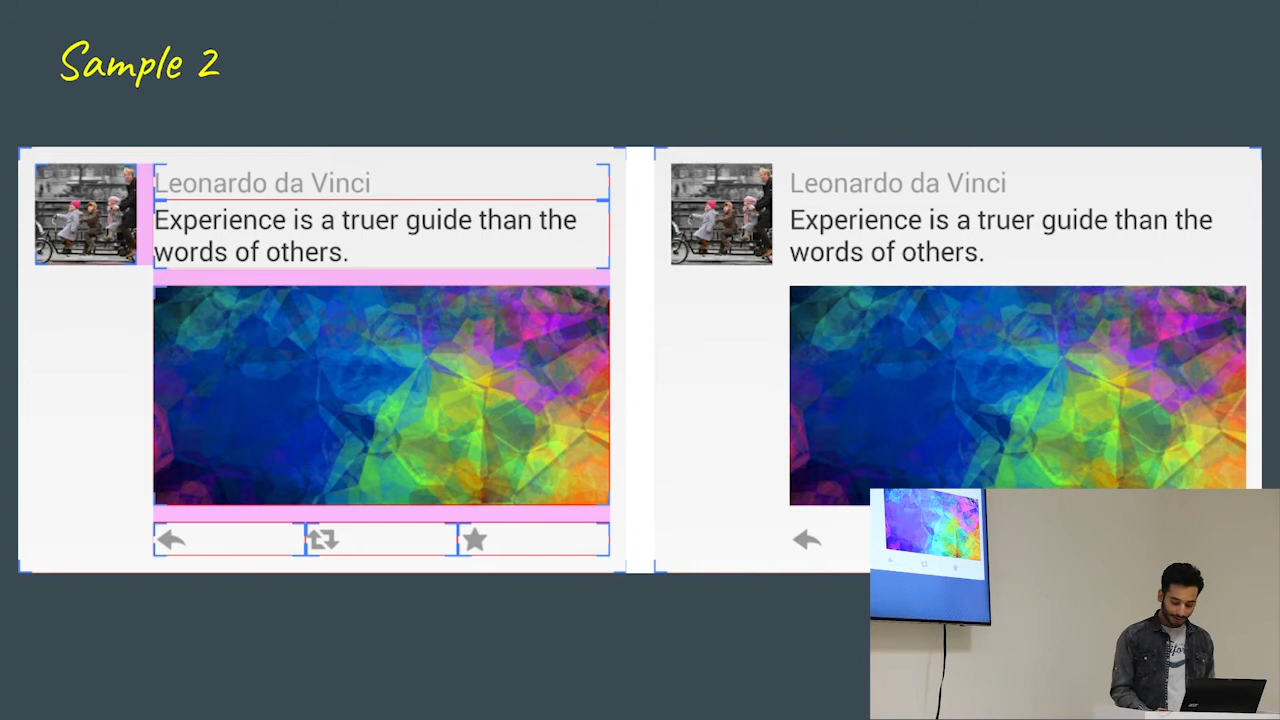 Sample 2
Leonardo da Vinci
Experience is a truer guide than the
words of others.
Leonardo da Vinci
Experience is a truer guide than the
words of others.
acer